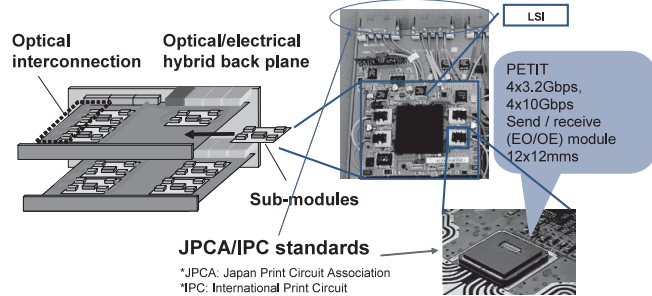 Optical
interconnection
Optical/electrical
hybrid back plane
LSI
PETIT
4x3.2Gbps,
4x10Gbps
Send / receive
(EO/OE) module
12x12mms
Sub-modules
JPCA/IPC standards
*JPCA: Japan Print Circuit Association
*IPC: International Print Circuit